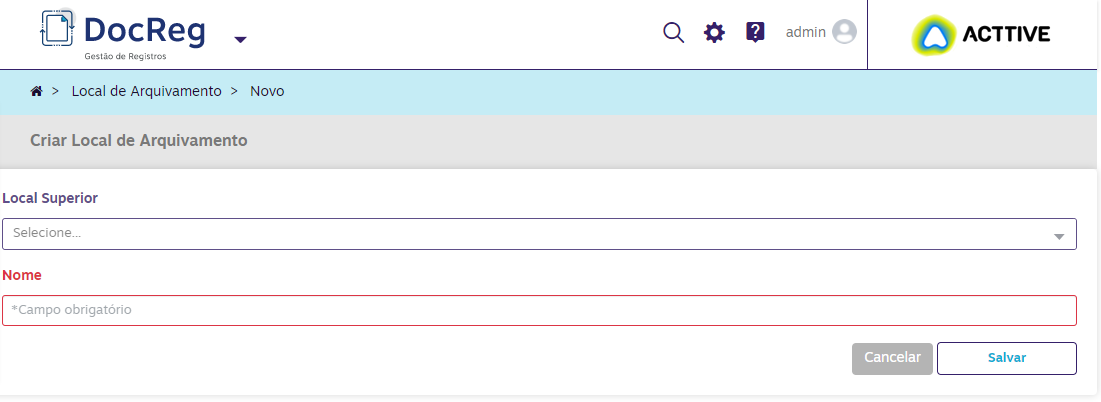 DocReg
Gestão de Registros
? admin
ACTTIVE
> Local de Arquivamento > Novo
Criar Local de Arquivamento
Local Superior
Selecione...
Nome
*Campo obrigatório
Cancelar Salvar